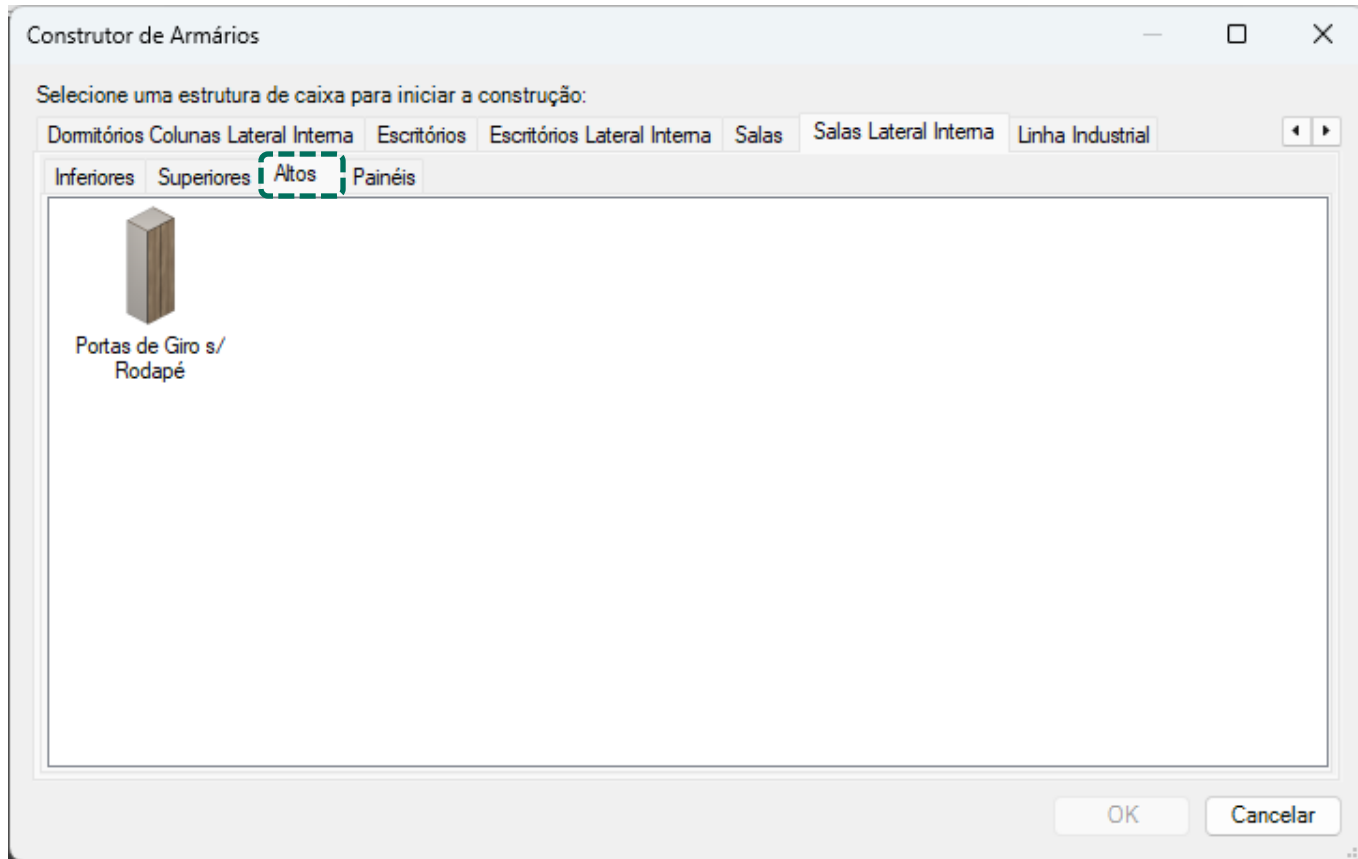 Construtor de Armários
Selecione uma estrutura de caixa para iniciar a construção:
Dormitórios Colunas Lateral Interna Escritórios Escritórios Lateral Interna Salas Salas Lateral Interna Linha Industrial
Inferiores Superiores Altos Painéis
Portas de Giro s/
Rodapé
OK Cancelar